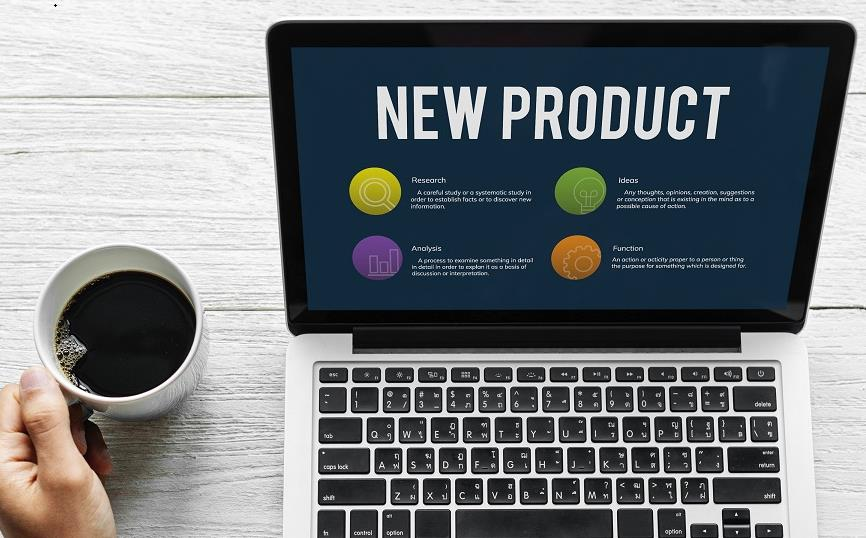 NEW PRODUCT
Research
A careful study or a systematic study in
order to establish facts or to discover new
information.
Ideas
Any thoughts, opinions, creation, suggestions
or conception that is existing in the mind as to a
possible cause of action.
Analysis
A process to examine something in detail
in detail in order to explan it as a basis of
discussion or interpretation.
Function
An action or acticity proper to a person or thing
the purpose for something which is designed for.
esc
delete
tab
Q W E R T Y U I O P
caps lock A S D F G H J K L enter
return
shift Z X C V B N M shift
fn control alt
option alt
option